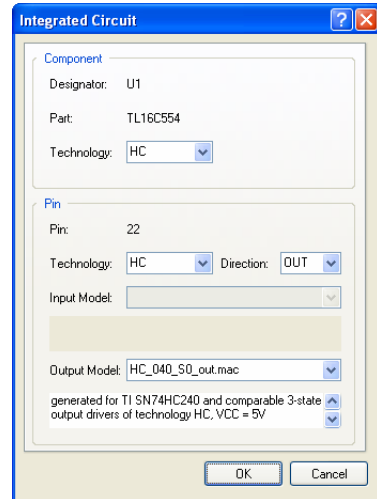 Integrated Circuit
Component
Designator: U1
Part: TL16C554
Technology: HC
Pin
Pin: 22
Technology: HC Direction: OUT
Input Model:
Output Model: HC_040_S0_out.mac
generated for TI SN74HC240 and comparable 3-state
output drivers of technology HC, VCC = 5V
OK Cancel